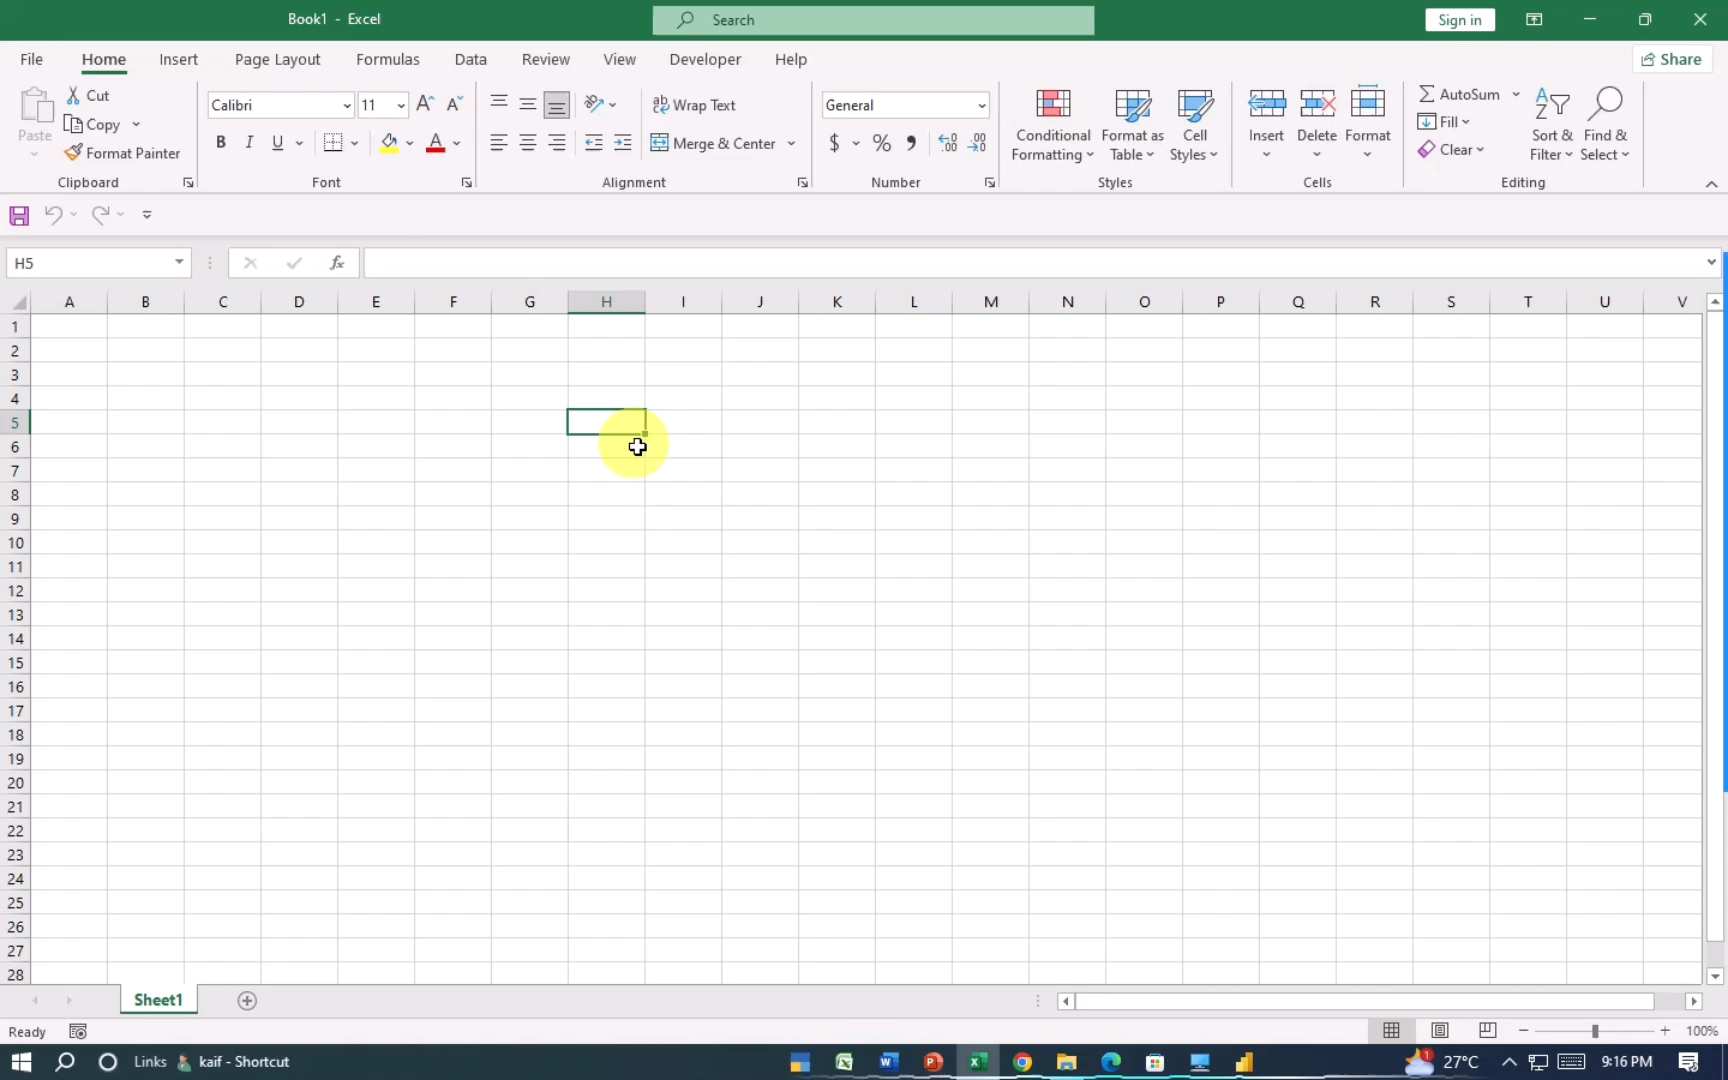 Book1 - Excel
Search
Sign in
File Home Insert Page Layout Formulas Data Review View Developer Help
Share
Paste
Cut
Copy
Format Painter
Clipboard
Calibri 11
B I U A
Font
Wrap Text
Merge & Center
Alignment
General
$ % , .00 .00
Number
Conditional Formatting
Format as Table
Cell Styles
Styles
Insert Delete Format
Cells
AutoSum
Fill
Clear
Sort & Filter
Find & Select
Editing
H5
fx
A B C D E F G H I J K L M N O P Q R S T U V
1
2
3
4
5
6
7
8
9
10
11
12
13
14
15
16
17
18
19
20
21
22
23
24
25
26
27
28
Sheet1
Ready
100%
Links kaif - Shortcut
27°C
9:16 PM